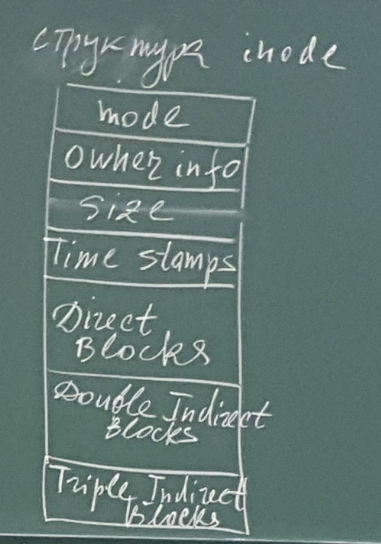 структура inode
mode
Owner info
Size
Time stamps
Direct
Blocks
Double Indirect
Blocks
Triple Indirect
Blocks